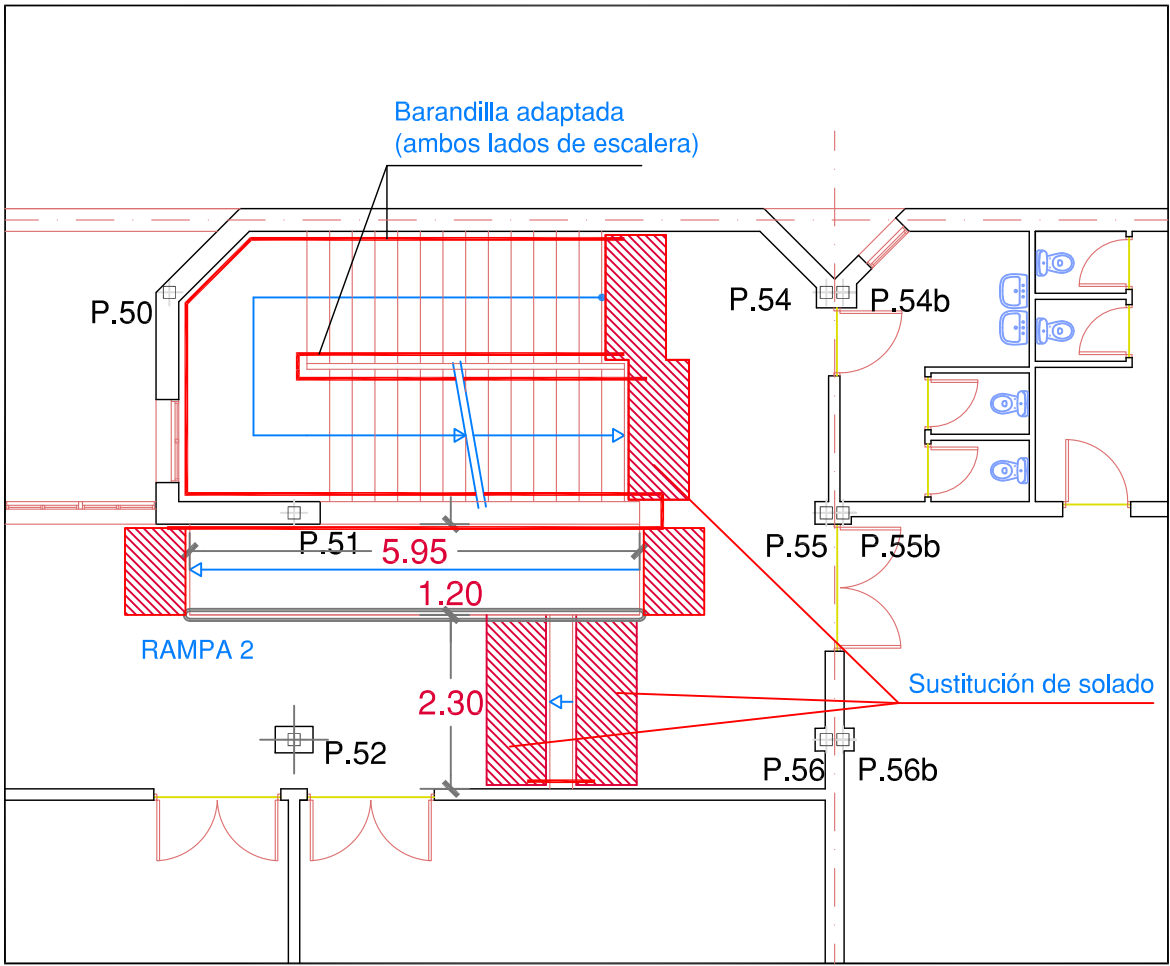 Barandilla adaptada
(ambos lados de escalera)
P.50
P.54
P.54b
P.51
5.95
P.55
P.55b
1.20
RAMPA 2
Sustitución de solado
2.30
P.52
P.56
P.56b